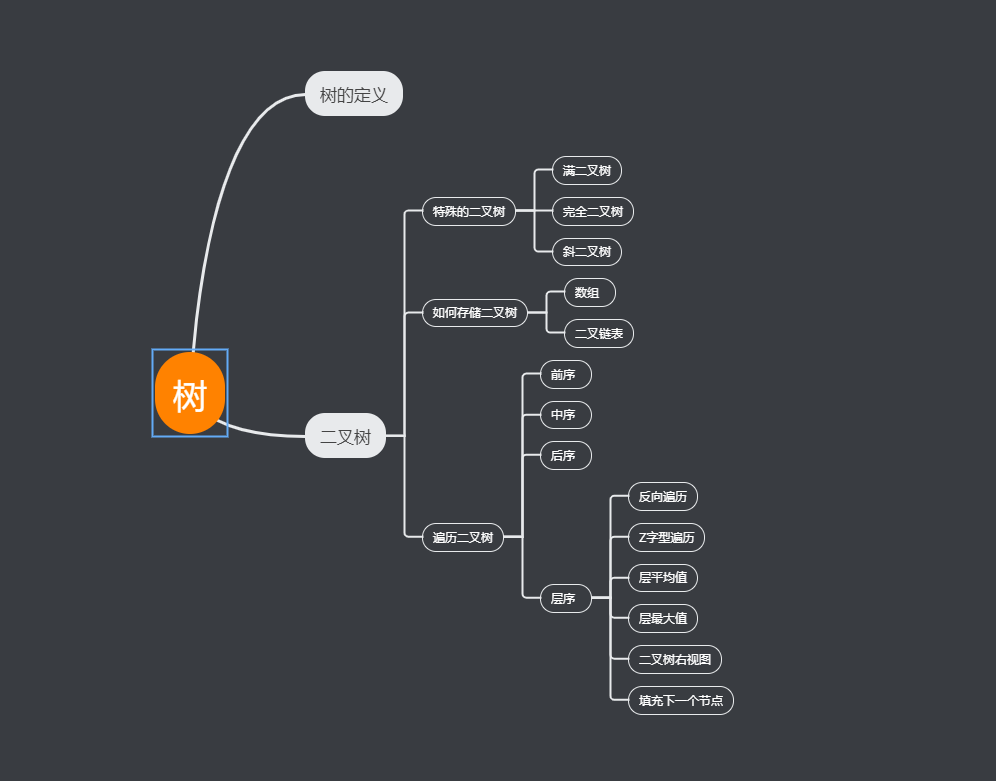 树
树的定义
二叉树
特殊的二叉树
满二叉树
完全二叉树
斜二叉树
如何存储二叉树
数组
二叉链表
遍历二叉树
前序
中序
后序
层序
反向遍历
Z字型遍历
层平均值
层最大值
二叉树右视图
填充下一个节点